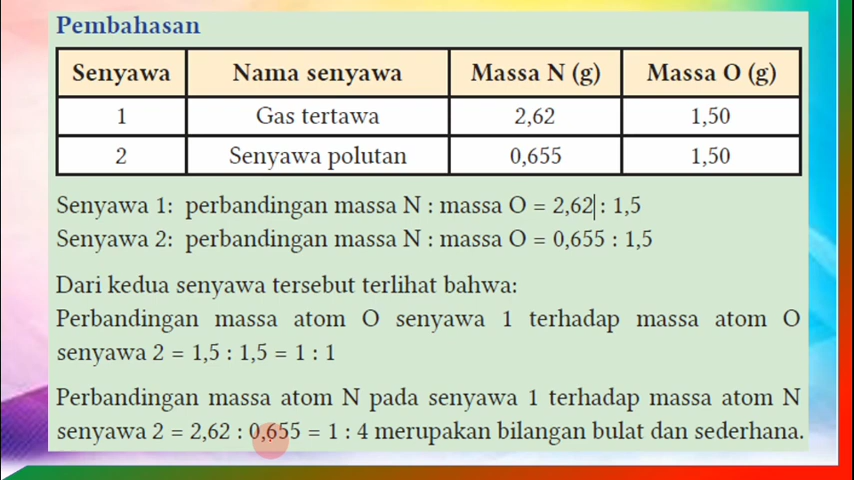 Pembahasan
Senyawa Nama senyawa Massa N (g) Massa O (g)
1 Gas tertawa 2,62 1,50
2 Senyawa polutan 0,655 1,50
Senyawa 1: perbandingan massa N : massa O = 2,62 : 1,5
Senyawa 2: perbandingan massa N : massa O = 0,655 : 1,5
Dari kedua senyawa tersebut terlihat bahwa:
Perbandingan massa atom O senyawa 1 terhadap massa atom O
senyawa 2 = 1,5 : 1,5 = 1 : 1
Perbandingan massa atom N pada senyawa 1 terhadap massa atom N
senyawa 2 = 2,62 : 0,655 = 1 : 4 merupakan bilangan bulat dan sederhana.